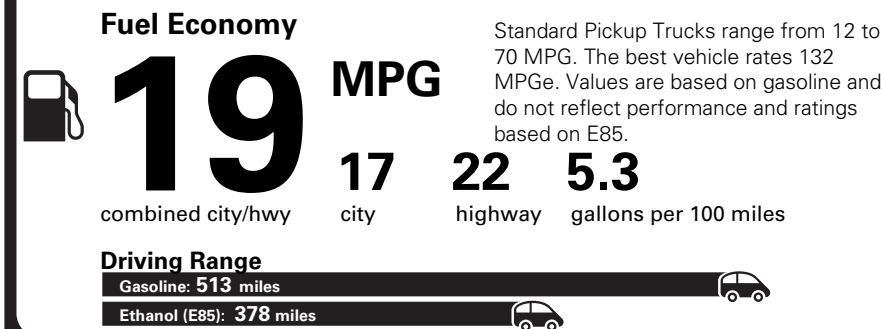 Fuel Economy
19 MPG
Standard Pickup Trucks range from 12 to
70 MPG. The best vehicle rates 132
MPGe. Values are based on gasoline and
do not reflect performance and ratings
based on E85.
17 22 5.3
combined city/hwy city highway gallons per 100 miles
Driving Range
Gasoline: 513 miles
Ethanol (E85): 378 miles